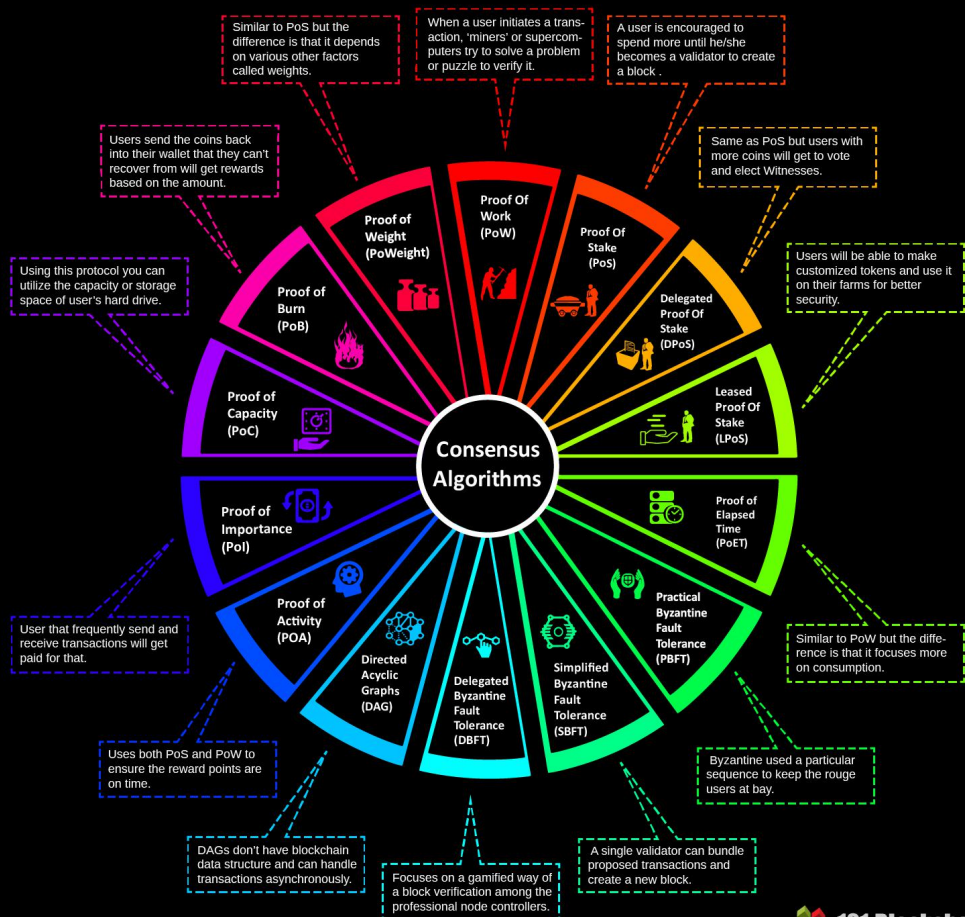 Similar to PoS but the
difference is that it depends
on various other factors
called weights.
When a user initiates a trans-
action, 'miners' or supercom-
puters try to solve a problem
or puzzle to verify it.
A user is encouraged to
spend more until he/she
becomes a validator to create
a block .
Users send the coins back
into their wallet that they can't
recover from will get rewards
based on the amount.
Same as PoS but users with
more coins will get to vote
and elect Witnesses.
Using this protocol you can
utilize the capacity or storage
space of user's hard drive.
Users will be able to make
customized tokens and use it
on their farms for better
security.
Proof Of
Work
(PoW)
Proof Of
Stake
(PoS)
Delegated
Proof Of
Stake
(DPoS)
Leased
Proof Of
Stake
(LPoS)
Proof of
Elapsed
Time
(PoET)
Practical
Byzantine
Fault
Tolerance
(PBFT)
Simplified
Byzantine
Fault
Tolerance
(SBFT)
Delegated
Byzantine
Fault
Tolerance
(DBFT)
Directed
Acyclic
Graphs
(DAG)
Proof of
Activity
(POA)
Proof of
Importance
(PoI)
Proof of
Capacity
(PoC)
Proof of
Burn
(PoB)
Proof of
Weight
(PoWeight)
Consensus
Algorithms
User that frequently send and
receive transactions will get
paid for that.
Similar to PoW but the diffe-
rence is that it focuses more
on consumption.
Uses both PoS and PoW to
ensure the reward points are
on time.
Byzantine used a particular
sequence to keep the rouge
users at bay.
DAGs don't have blockchain
data structure and can handle
transactions asynchronously.
Focuses on a gamified way of
a block verification among the
professional node controllers.
A single validator can bundle
proposed transactions and
create a new block.